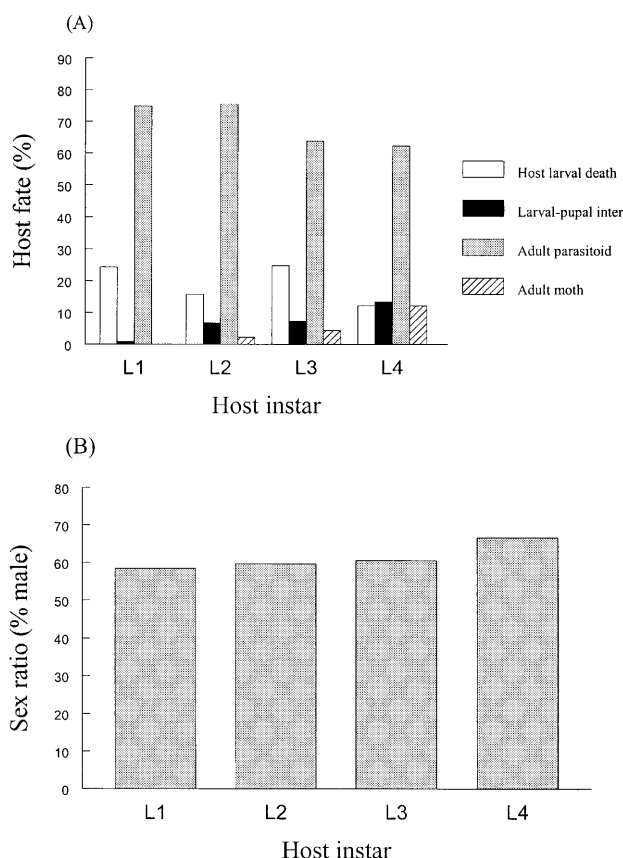 (A)
Host fate (%)
90
80
70
60
50
40
30
20
10
0
L1 L2 L3 L4
Host instar
Host larval death
Larval-pupal inter
Adult parasitoid
Adult moth
(B)
Sex ratio (% male)
80
70
60
50
40
30
20
10
0
L1 L2 L3 L4
Host instar